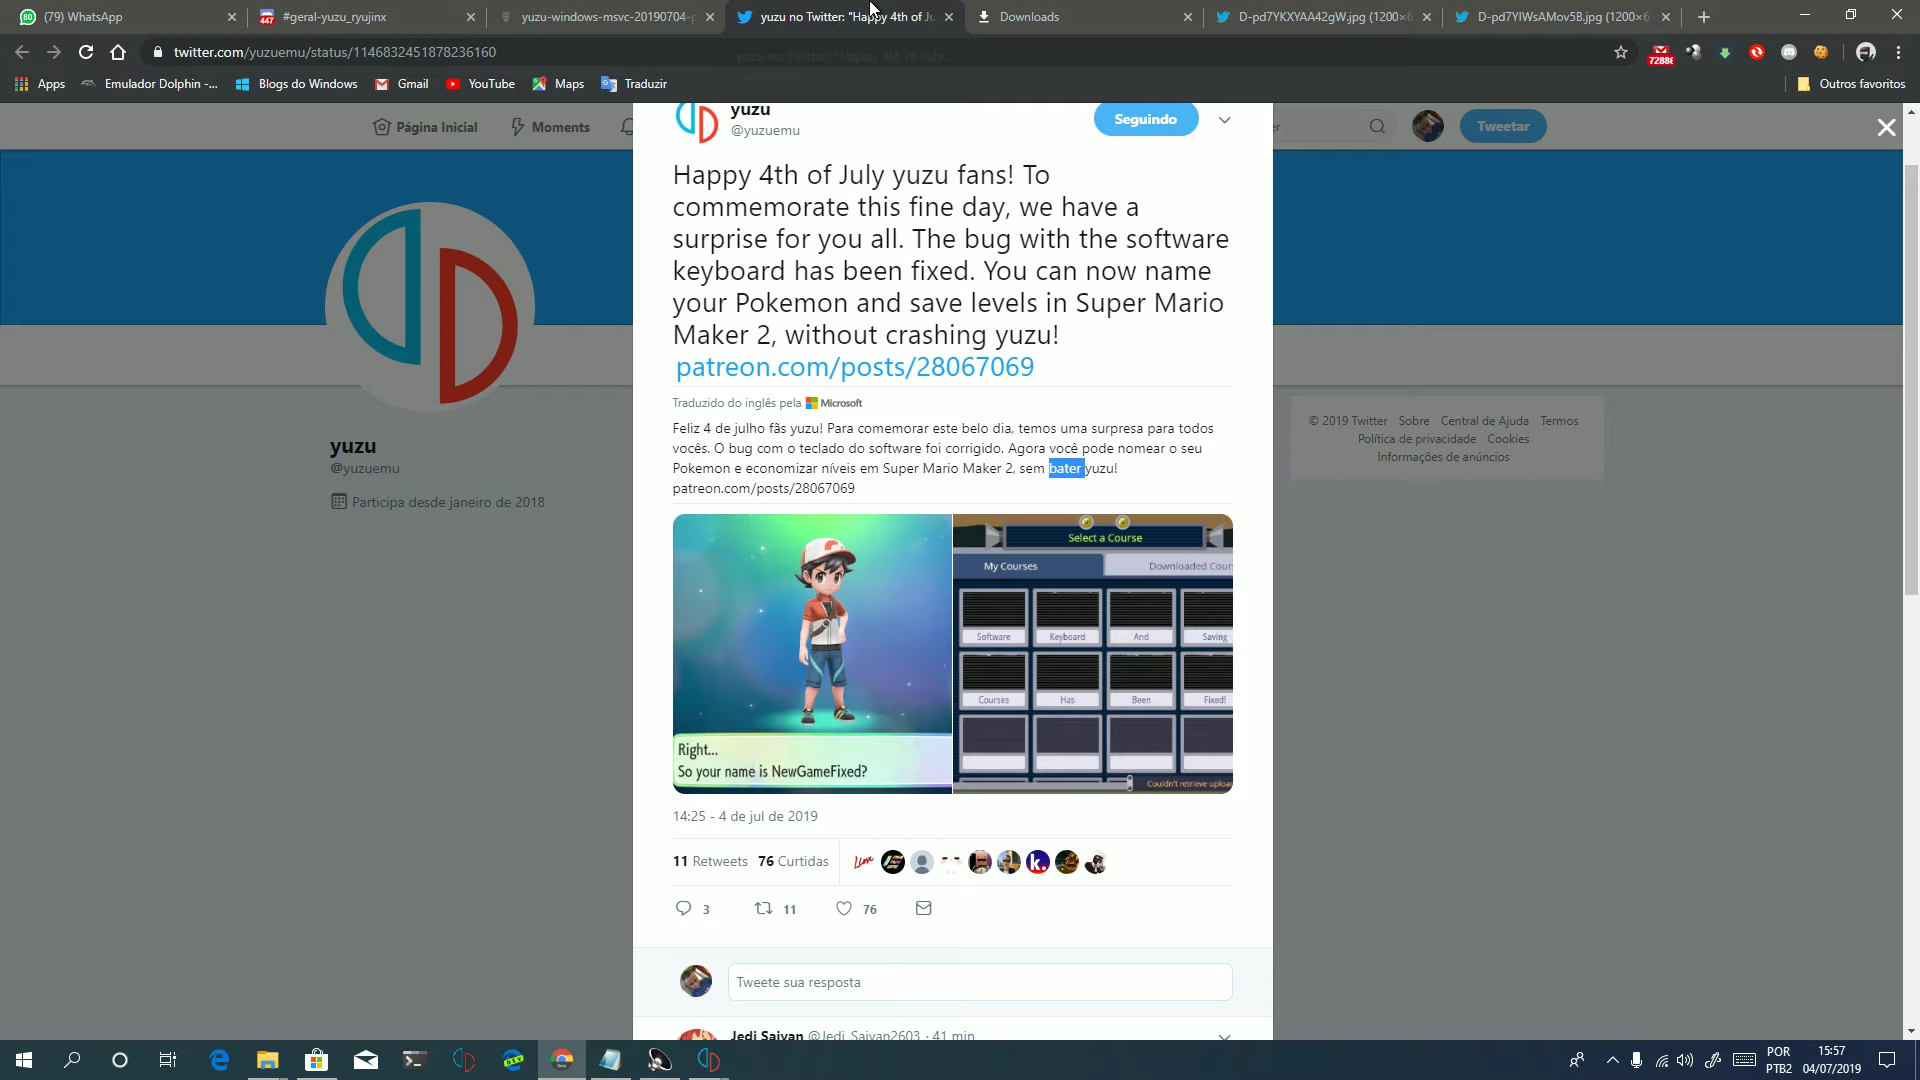 (79) WhatsApp
#geral-yuzu_ryujinx
yuzu-windows-msvc-20190704-p
yuzu no Twitter: "Happy 4th of Ju
Downloads
D-pd7YKXYAA42gW.jpg (1200×6
D-pd7YlWsAMov5B.jpg (1200×6
twitter.com/yuzuemu/status/1146832451878236160
Apps
Emulador Dolphin -...
Blogs do Windows
Gmail
YouTube
Maps
Traduzir
Outros favoritos
Página Inicial
Moments
yuzu
@yuzuemu
Seguindo
er
Tweetar
Happy 4th of July yuzu fans! To
commemorate this fine day, we have a
surprise for you all. The bug with the software
keyboard has been fixed. You can now name
your Pokemon and save levels in Super Mario
Maker 2, without crashing yuzu!
patreon.com/posts/28067069
Traduzido do inglês pela Microsoft
Feliz 4 de julho fãs yuzu! Para comemorar este belo dia, temos uma surpresa para todos
vocês. O bug com o teclado do software foi corrigido. Agora você pode nomear o seu
Pokemon e economizar níveis em Super Mario Maker 2, sem bater yuzu!
patreon.com/posts/28067069
yuzu
@yuzuemu
Participa desde janeiro de 2018
© 2019 Twitter Sobre Central de Ajuda Termos
Política de privacidade Cookies
Informações de anúncios
Right...
So your name is NewGameFixed?
Select a Course
My Courses
Downloaded Cour
Software Keyboard And Saving
Courses Has Been Fixed!
Couldn't retrieve uploa
14:25 - 4 de jul de 2019
11 Retweets 76 Curtidas
Lima
k.
3 11 76
Tweete sua resposta
Jedi Saiyan @Jedi_Saiyan2603 · 41 min
DEV
POR
PTB2
15:57
04/07/2019